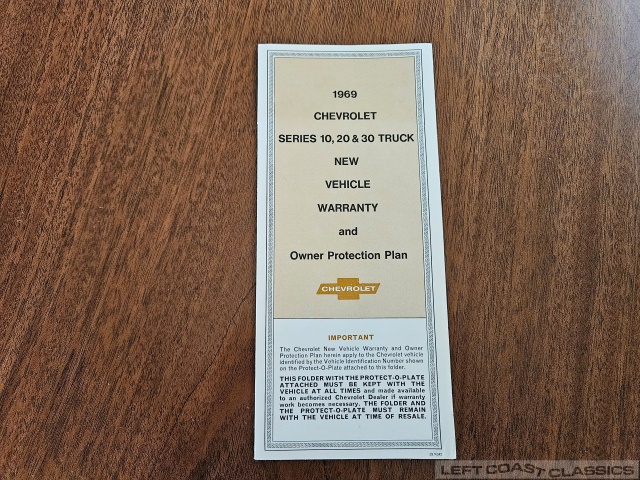 1969
CHEVROLET
SERIES 10, 20 & 30 TRUCK
NEW
VEHICLE
WARRANTY
and
Owner Protection Plan
CHEVROLET
IMPORTANT
The Chevrolet New Vehicle Warranty and Owner
Protection Plan herein apply to the Chevrolet vehicle
identified by the Vehicle Identification Number shown
on the Protect-O-Plate attached to this folder.
THIS FOLDER WITH THE PROTECT-O-PLATE
ATTACHED MUST BE KEPT WITH THE
VEHICLE AT ALL TIMES and made available
to an authorized Chevrolet Dealer if warranty
work becomes necessary. THE FOLDER AND
THE PROTECT-O-PLATE MUST REMAIN
WITH THE VEHICLE AT TIME OF RESALE.
LEFT COAST CLASSICS